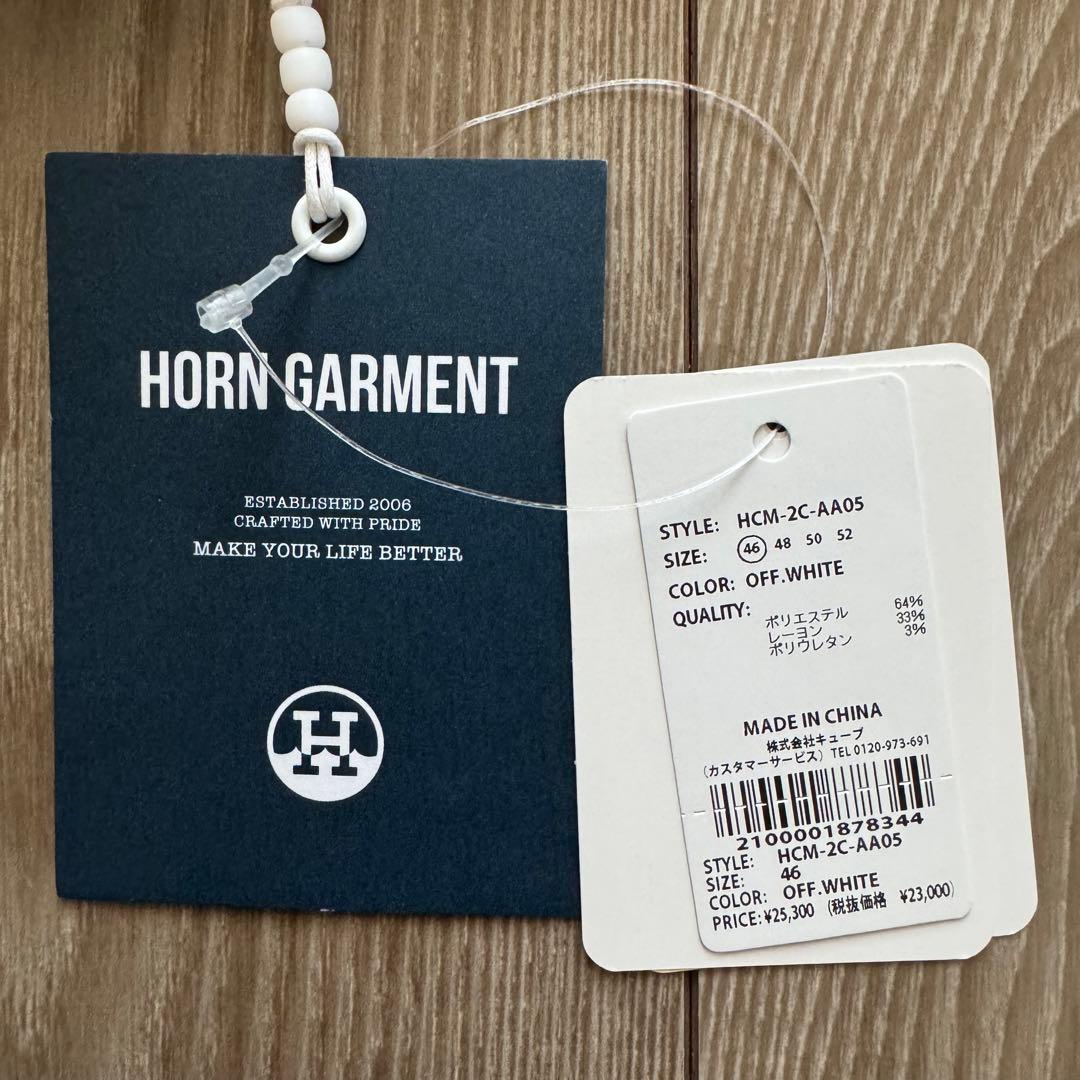 HORN GARMENT
ESTABLISHED 2006
CRAFTED WITH PRIDE
MAKE YOUR LIFE BETTER
H
STYLE: HCM-2C-AA05
SIZE: 46 48 50 52
COLOR: OFF.WHITE
QUALITY:
ポリエステル 64%
レーヨン 33%
ポリウレタン 3%
MADE IN CHINA
株式会社キューブ
(カスタマーサービス) TEL 0120-973-691
2100001878344
STYLE: HCM-2C-AA05
SIZE: 46
COLOR: OFF.WHITE
PRICE: ¥25,300 (税抜価格 ¥23,000)